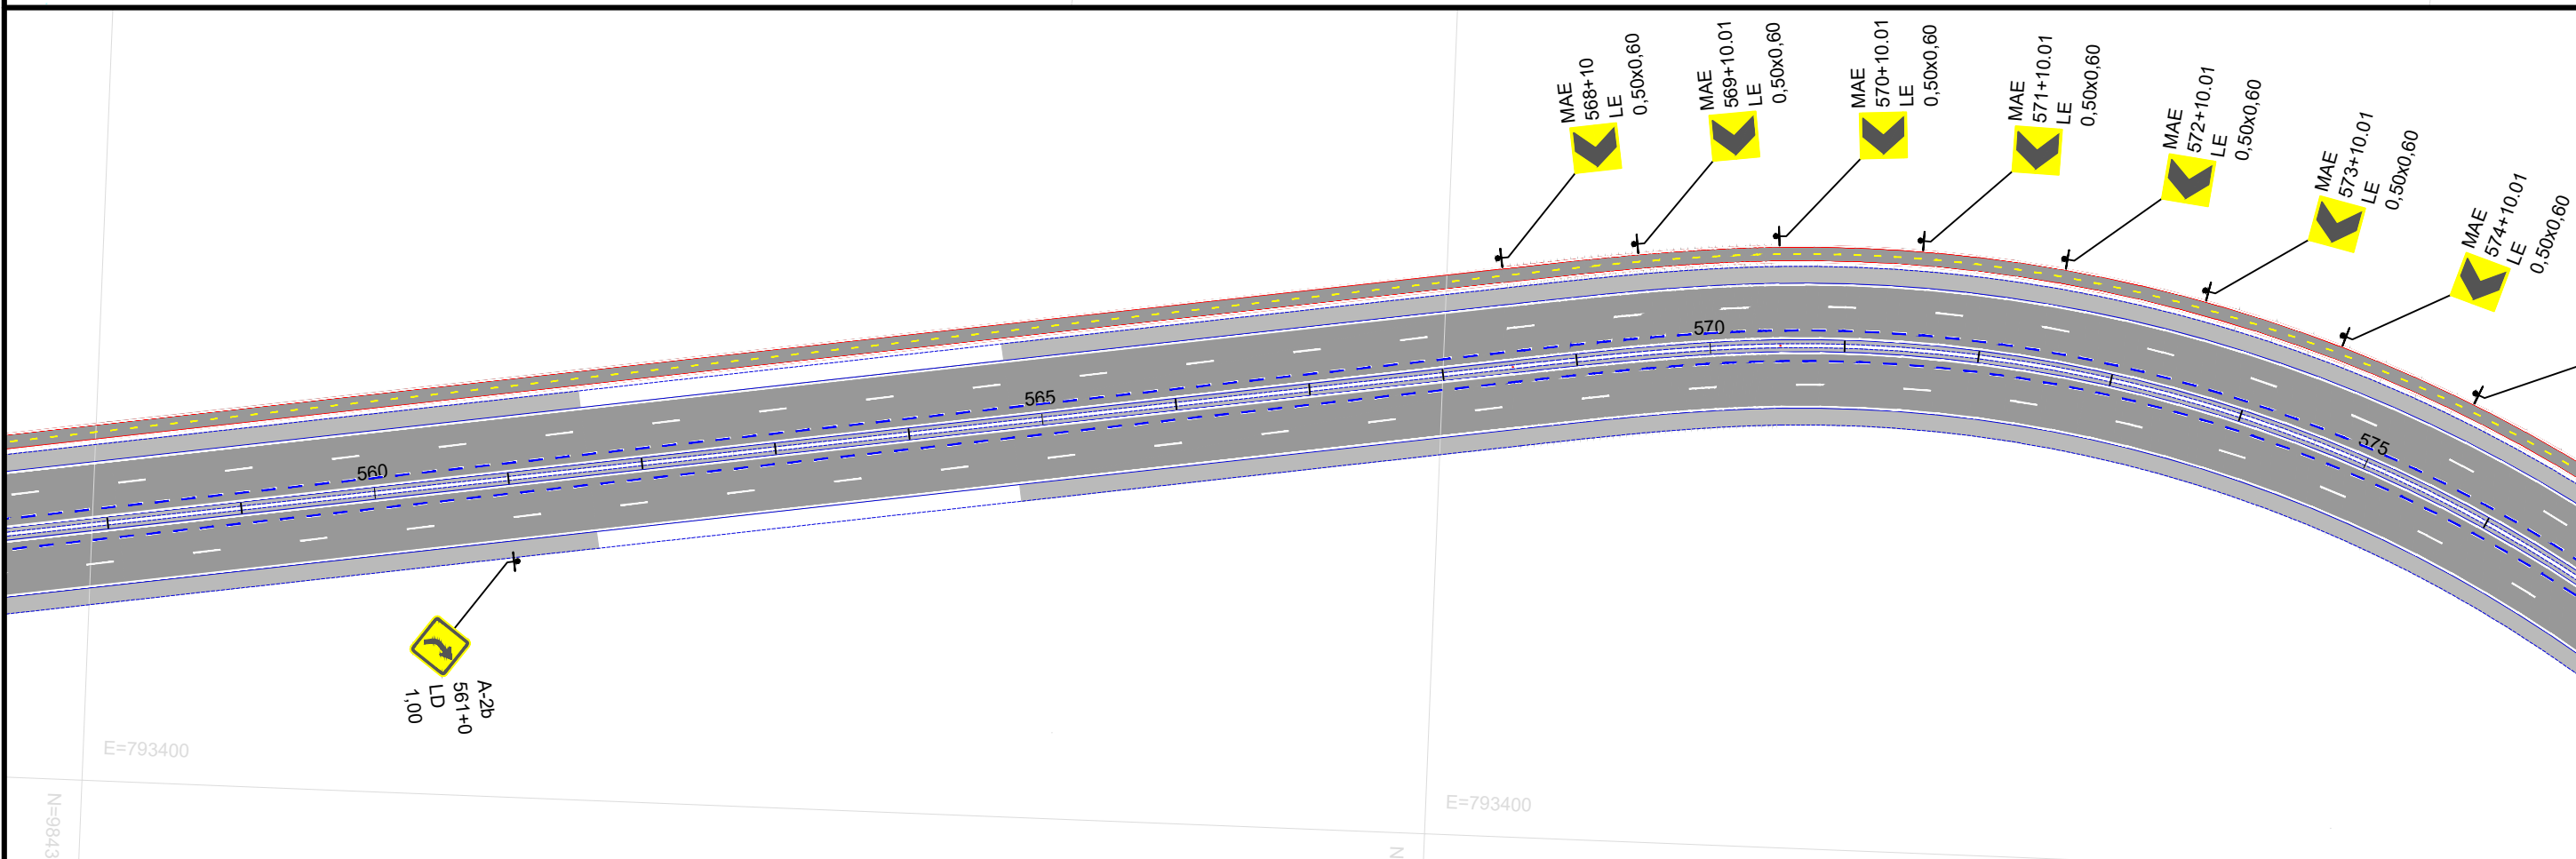 MAE
568+10
LE
0,50x0,60
MAE
569+10.01
LE
0,50x0,60
MAE
570+10.01
LE
0,50x0,60
MAE
571+10.01
LE
0,50x0,60
MAE
572+10.01
LE
0,50x0,60
MAE
573+10.01
LE
0,50x0,60
MAE
574+10.01
LE
0,50x0,60
560
565
570
575
A-2b
561+0
LD
1,00
E=793400
E=793400
N=9843
N